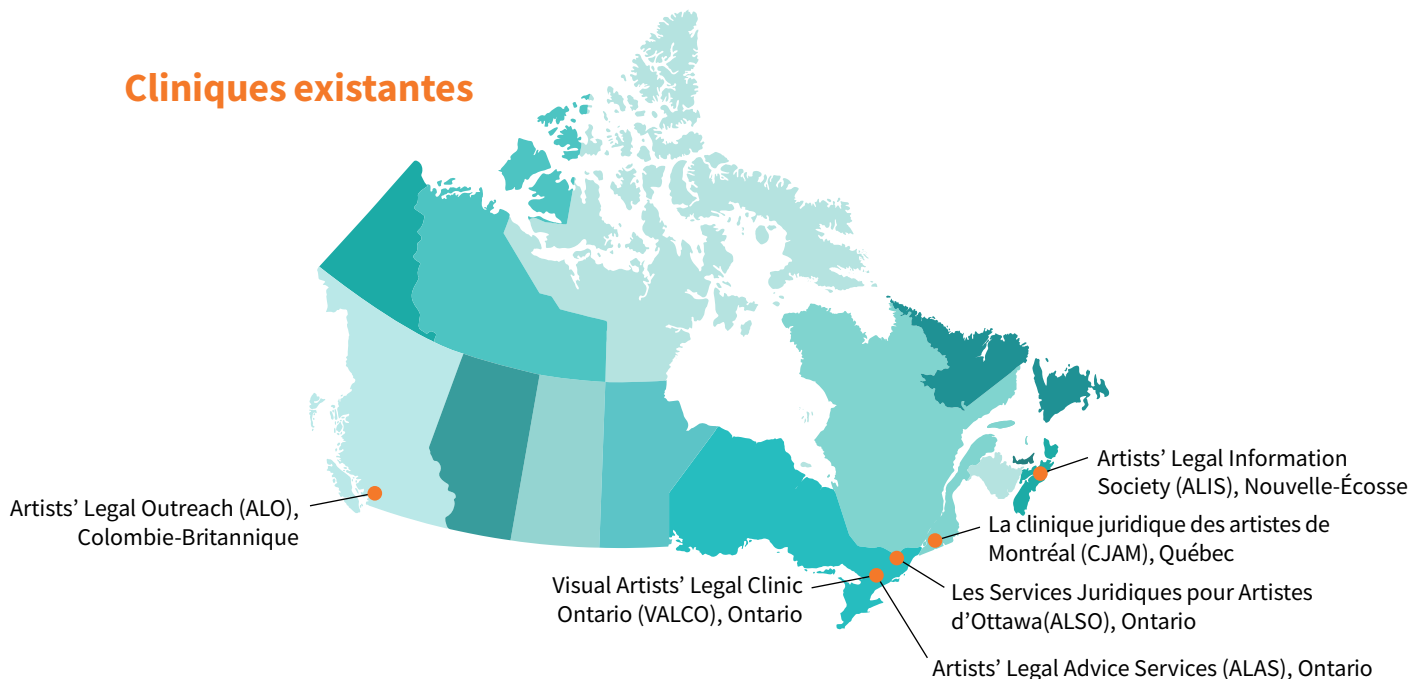 Cliniques existantes
Artists’ Legal Outreach (ALO),
Colombie-Britannique
Artists’ Legal Information
Society (ALIS), Nouvelle-Écosse
La clinique juridique des artistes de
Montréal (CJAM), Québec
Visual Artists’ Legal Clinic
Ontario (VALCO), Ontario
Les Services Juridiques pour Artistes
d’Ottawa(ALSO), Ontario
Artists’ Legal Advice Services (ALAS), Ontario